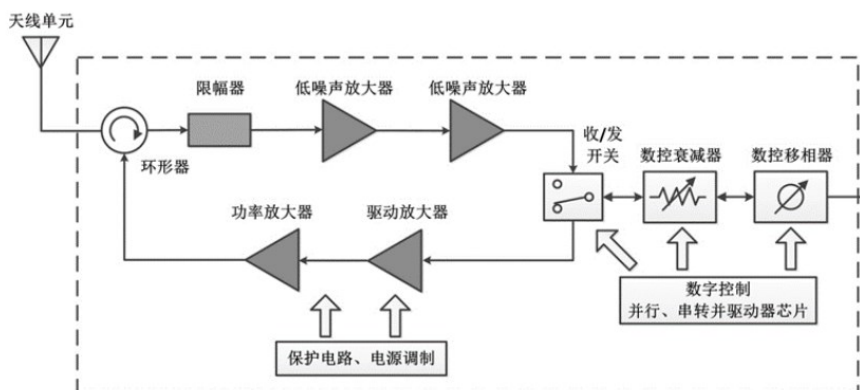 天线单元
限幅器
低噪声放大器
低噪声放大器
收/发
开关
数控衰减器
数控移相器
环形器
功率放大器
驱动放大器
数字控制
并行、串转并驱动器芯片
保护电路、电源调制